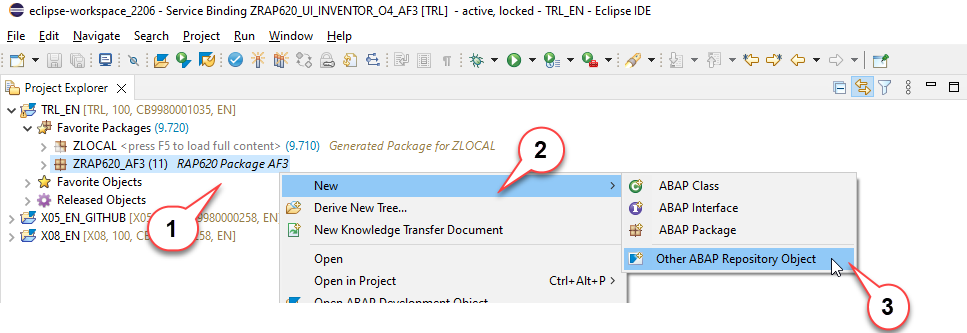 eclipse-workspace_2206 - Service Binding ZRAP620_UI_INVENTOR_O4_AF3 [TRL] - active, locked - TRL_EN - Eclipse IDE
File Edit Navigate Search Project Run Window Help
Project Explorer
TRL_EN [TRL, 100, CB9980001035, EN]
Favorite Packages (9.720)
ZLOCAL <press F5 to load full content> (9.710) Generated Package for ZLOCAL
2
ZRAP620_AF3 (11) RAP620 Package AF3
Favorite Objects
New
ABAP Class
Released Objects
Derive New Tree...
ABAP Interface
X05_EN_GITHUB [X05 9980000258, EN]
1
New Knowledge Transfer Document
ABAP Package
X08_EN [X08, 100, CB 258, EN]
Open
Other ABAP Repository Object
Open in Project Ctrl+Alt+P
3
Open ABAP Development Object